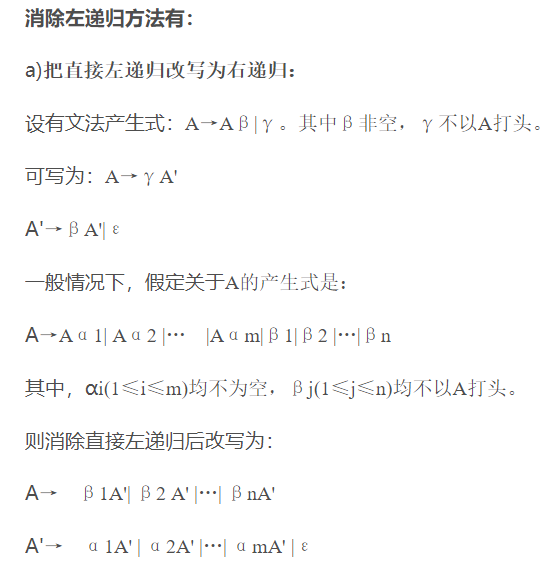 消除左递归方法有：
a)把直接左递归改写为右递归：
设有文法产生式：A→Aβ|γ。其中β非空，γ不以A打头。
可写为：A→γA'
A'→βA'|ε
一般情况下，假定关于A的产生式是：
A→Aα1| Aα2 |… |Aαm|β1|β2 |…|βn
其中，αi(1≤i≤m)均不为空，βj(1≤j≤n)均不以A打头。
则消除直接左递归后改写为：
A→ β1A'| β2 A' |…| βnA'
A'→ α1A' | α2A' |…| αmA' |ε